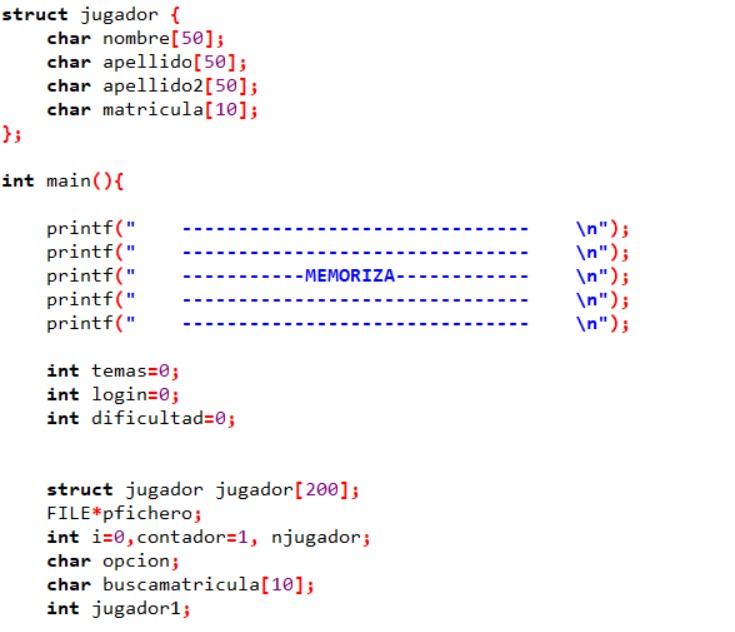 struct jugador {
    char nombre[50];
    char apellido[50];
    char apellido2[50];
    char matricula[10];
};

int main(){

    printf("    -------------------------------    \n");
    printf("    -------------------------------    \n");
    printf("    -----------MEMORIZA------------    \n");
    printf("    -------------------------------    \n");
    printf("    -------------------------------    \n");

    int temas=0;
    int login=0;
    int dificultad=0;


    struct jugador jugador[200];
    FILE*pfichero;
    int i=0,contador=1, njugador;
    char opcion;
    char buscamatricula[10];
    int jugador1;